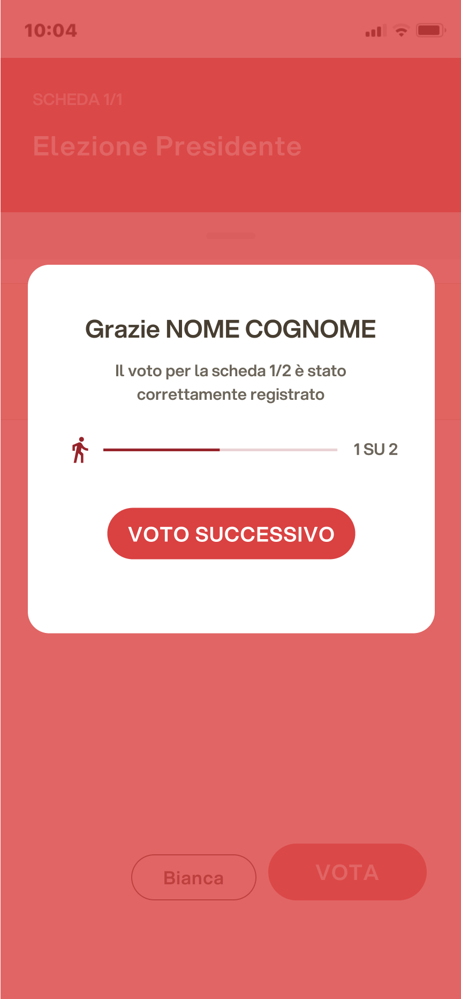 10:04
SCHEDA 1/1
Elezione Presidente
Grazie NOME COGNOME
Il voto per la scheda 1/2 è stato
correttamente registrato
1 SU 2
VOTO SUCCESSIVO
Bianca
VOTA